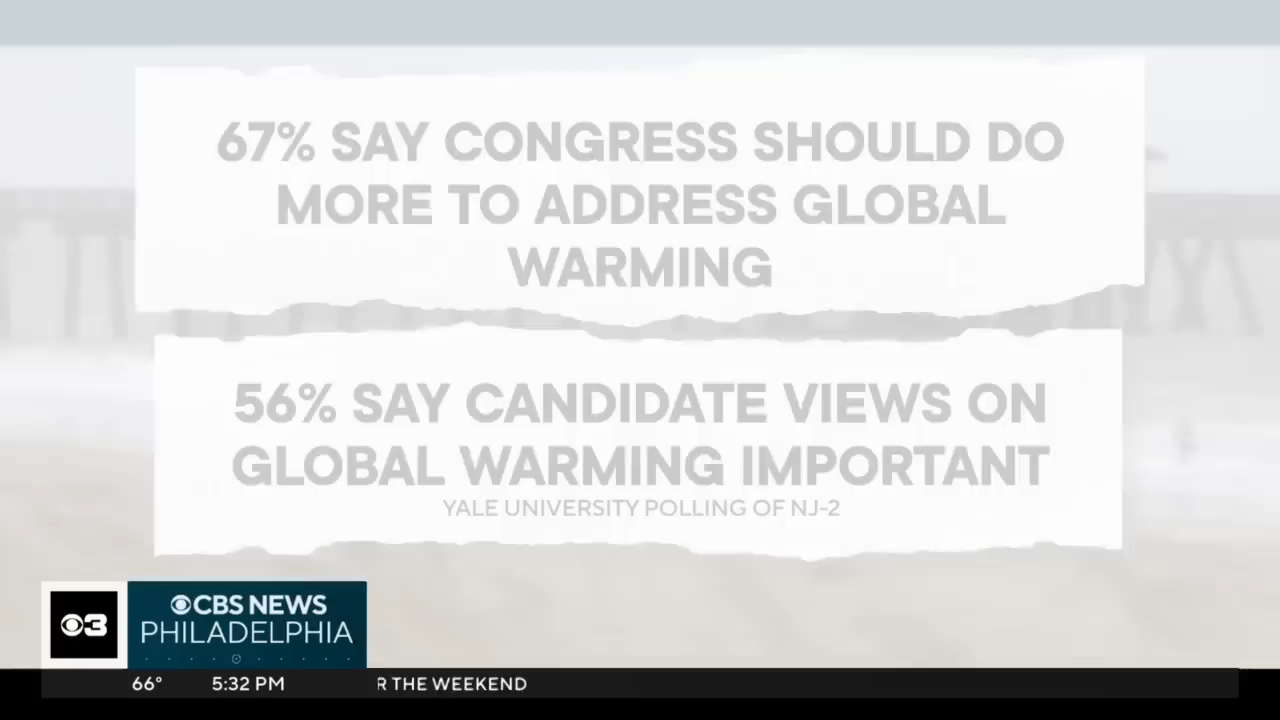 67% SAY CONGRESS SHOULD DO
MORE TO ADDRESS GLOBAL
WARMING
56% SAY CANDIDATE VIEWS ON
GLOBAL WARMING IMPORTANT
YALE UNIVERSITY POLLING OF NJ-2
3
CBS NEWS
PHILADELPHIA
66° 5:32 PM R THE WEEKEND